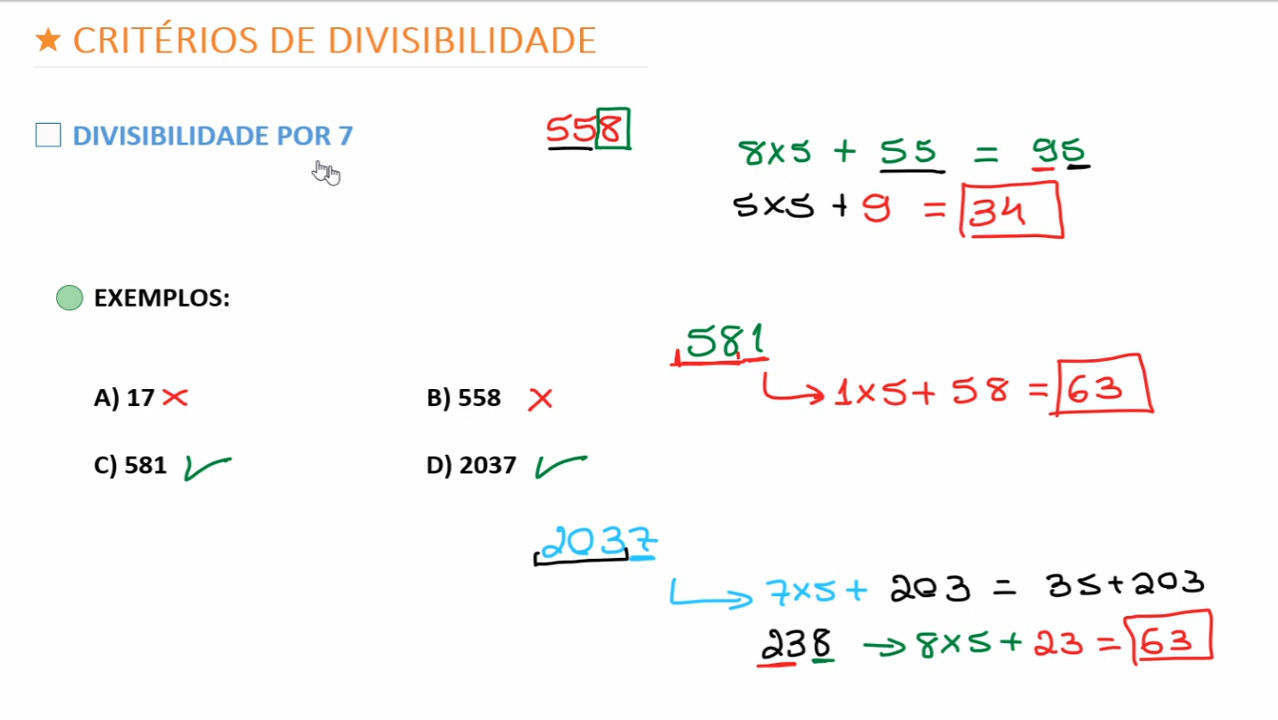 CRITÉRIOS DE DIVISIBILIDADE
DIVISIBILIDADE POR 7
558
8x5 + 55 = 95
5x5 + 9 = 34
EXEMPLOS:
581
1x5 + 58 = 63
A) 17 ✗
B) 558 ✗
C) 581 ✓
D) 2037 ✓
2037
7x5 + 203 = 35+203
238 → 8x5 + 23 = 63